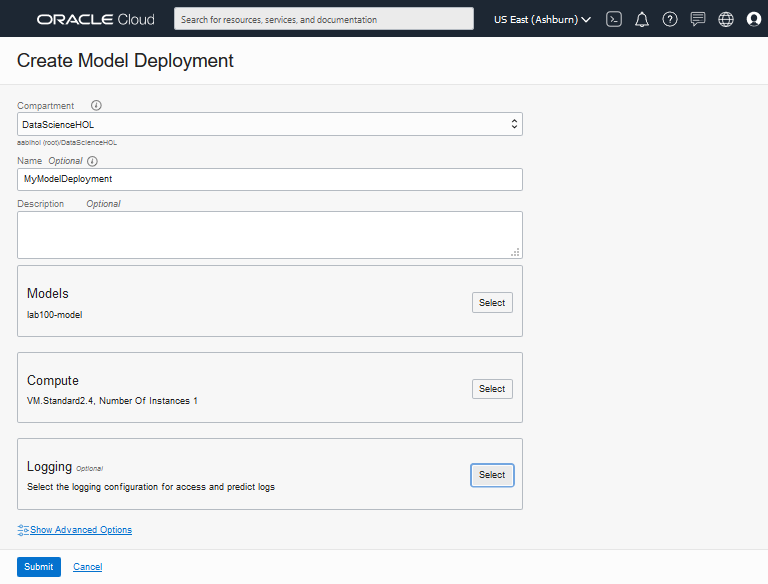 ORACLE Cloud Search for resources, services, and documentation US East (Ashburn)
Create Model Deployment
Compartment
DataScienceHOL
aablhol (root)/DataScienceHOL
Name Optional
MyModelDeployment
Description Optional
Models
lab100-model
Select
Compute
VM.Standard2.4, Number Of Instances 1
Select
Logging Optional
Select the logging configuration for access and predict logs
Select
Show Advanced Options
Submit Cancel